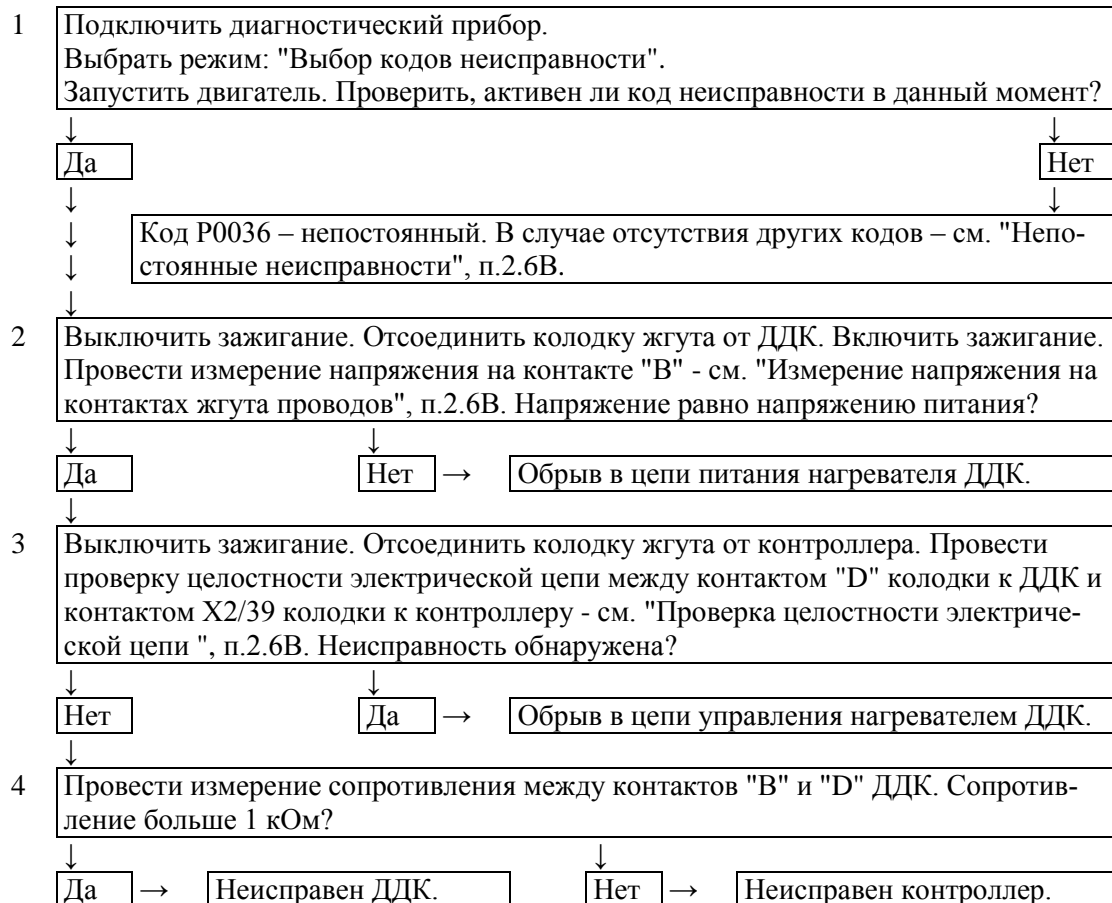 1 Подключить диагностический прибор.
Выбрать режим: "Выбор кодов неисправности".
Запустить двигатель. Проверить, активен ли код неисправности в данный момент?
↓ ↓
Да Нет
↓ ↓
↓ Код Р0036 – непостоянный. В случае отсутствия других кодов – см. "Непо-
↓ стоянные неисправности", п.2.6В.
↓
2 Выключить зажигание. Отсоединить колодку жгута от ДДК. Включить зажигание.
Провести измерение напряжения на контакте "В" - см. "Измерение напряжения на
контактах жгута проводов", п.2.6В. Напряжение равно напряжению питания?
↓ ↓
Да Нет → Обрыв в цепи питания нагревателя ДДК.
↓
3 Выключить зажигание. Отсоединить колодку жгута от контроллера. Провести
проверку целостности электрической цепи между контактом "D" колодки к ДДК и
контактом X2/39 колодки к контроллеру - см. "Проверка целостности электриче-
ской цепи ", п.2.6В. Неисправность обнаружена?
↓ ↓
Нет Да → Обрыв в цепи управления нагревателем ДДК.
↓
4 Провести измерение сопротивления между контактов "В" и "D" ДДК. Сопротив-
ление больше 1 кОм?
↓ ↓
Да → Неисправен ДДК. Нет → Неисправен контроллер.